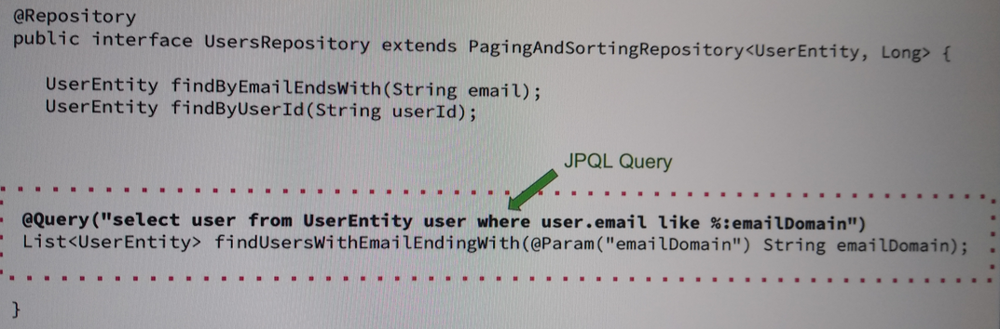 @Repository
public interface UsersRepository extends PagingAndSortingRepository<UserEntity, Long> {
UserEntity findByEmailEndsWith(String email);
UserEntity findByUserId(String userId);
JPQL Query
@Query("select user from UserEntity user where user.email like %:emailDomain")
List<UserEntity> findUsersWithEmailEndingWith(@Param("emailDomain") String emailDomain);
}